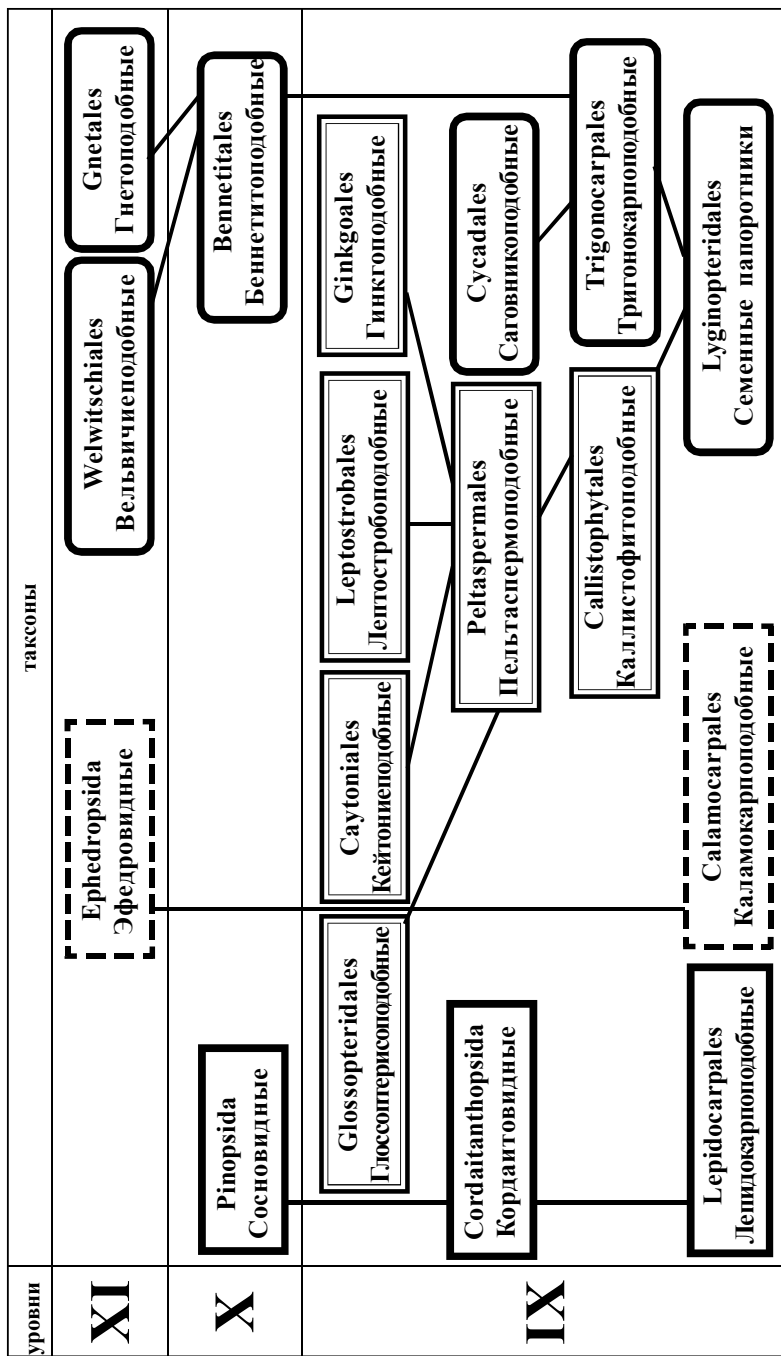 уровни
таксоны
XI
Ephedropsida
Эфедровидные
Welwitschiales
Вельвичиеподобные
Gnetales
Гнетоподобные
X
Pinopsida
Сосновидные
Bennetitales
Беннетитоподобные
IX
Glossopteridales
Глоссоптерисоподобные
Caytoniales
Кейтониеподобные
Leptostrobales
Лептостробоподобные
Ginkgoales
Гинкгоподобные
Cordaitanthopsida
Кордаитовидные
Peltaspermales
Пельтаспермоподобные
Cycadales
Саговникоподобные
Callistophytales
Каллистофитоподобные
Trigonocarpales
Тригонокарпоподобные
Lepidocarpales
Лепидокарпоподобные
Calamocarpales
Каламокарпоподобные
Lyginopteridales
Семенные папоротники